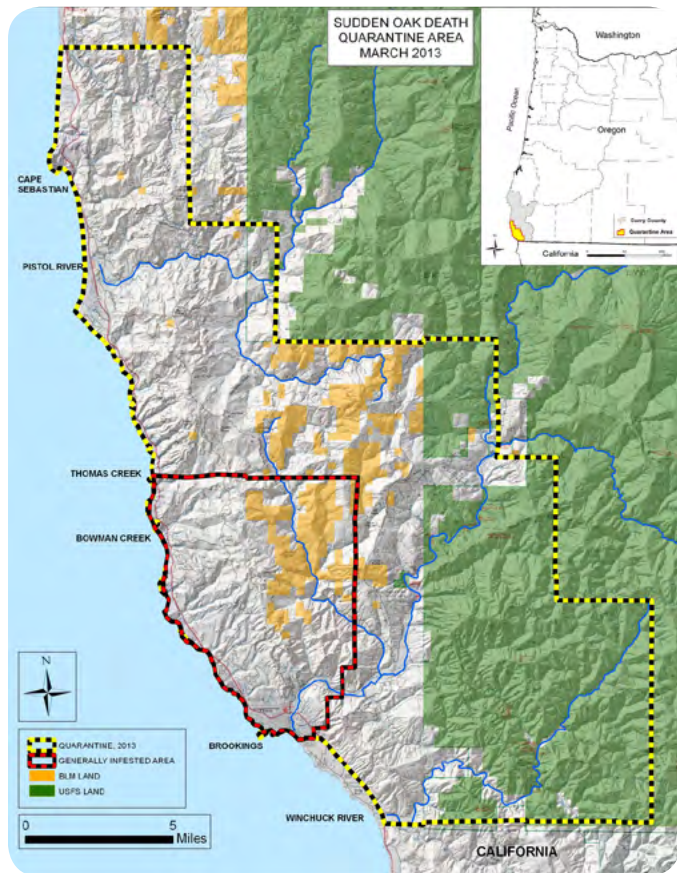 SUDDEN OAK DEATH
QUARANTINE AREA
MARCH 2013
Washington
Pacific Ocean
Oregon
Curry County
Quarantine Area
California
CAPE
SEBASTIAN
PISTOL RIVER
THOMAS CREEK
BOWMAN CREEK
N
QUARANTINE, 2013
GENERALLY INFESTED AREA
BLM LAND
USFS LAND
BROOKINGS
0 5
Miles
WINCHUCK RIVER
CALIFORNIA